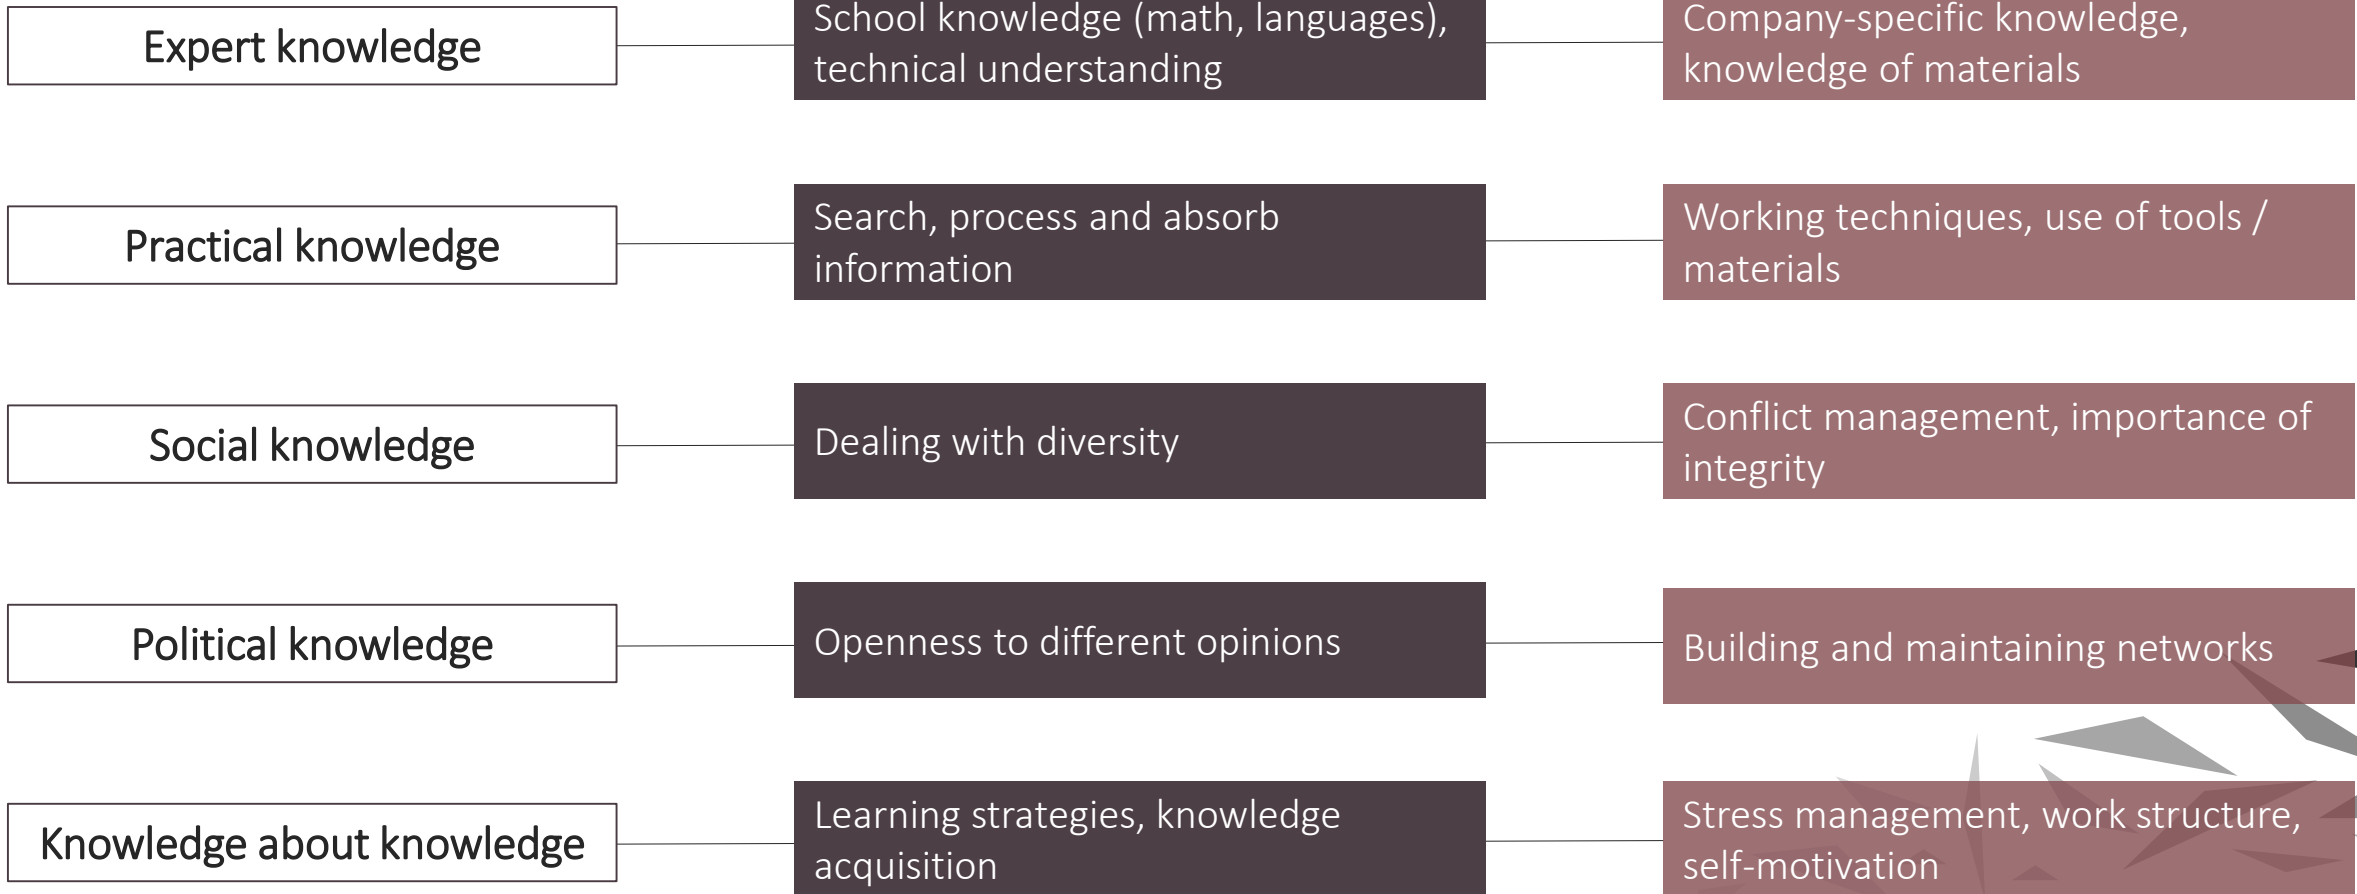 Expert knowledge
School knowledge (math, languages),
technical understanding
Company-specific knowledge,
knowledge of materials
Practical knowledge
Search, process and absorb
information
Working techniques, use of tools /
materials
Social knowledge
Dealing with diversity
Conflict management, importance of
integrity
Political knowledge
Openness to different opinions
Building and maintaining networks
Knowledge about knowledge
Learning strategies, knowledge
acquisition
Stress management, work structure,
self-motivation